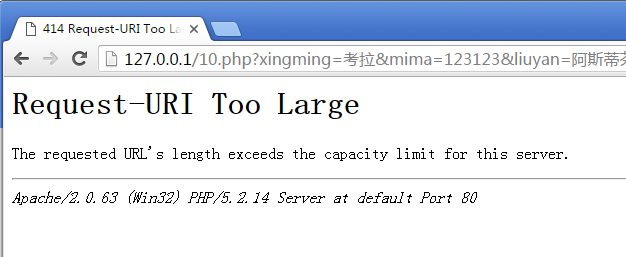 414 Request-URI Too La
127.0.0.1/10.php?xingming=考拉&mima=123123&liuyan=阿斯蒂
Request-URI Too Large
The requested URL's length exceeds the capacity limit for this server.
Apache/2.0.63 (Win32) PHP/5.2.14 Server at default Port 80